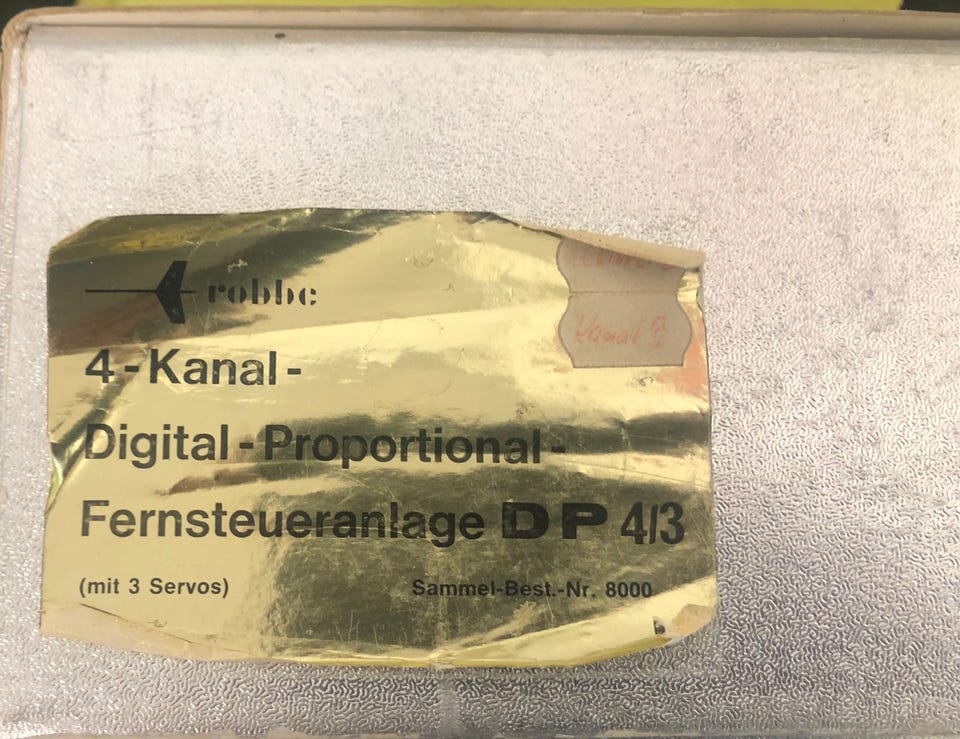 robbe
4-Kanal-
Digital-Proportional-
Fernsteueranlage DP 4/3
(mit 3 Servos)
Sammel-Best.-Nr. 8000
Kanal